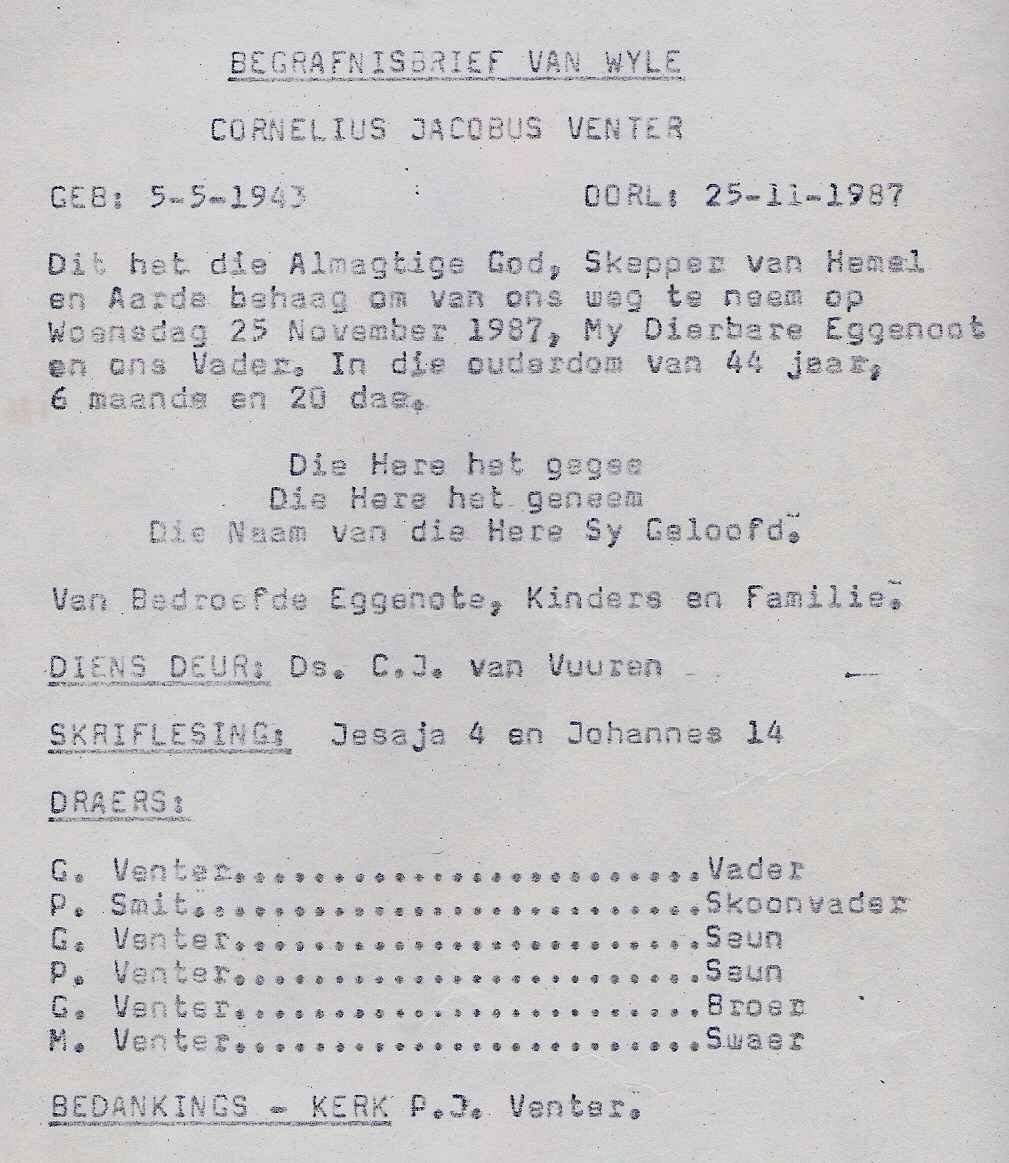 BEGRAFNISBRIEF VAN WYLE
CORNELIUS JACOBUS VENTER
GEB: 5-5-1943 OORL: 25-11-1987
Dit het die Almagtige God, Skepper van Hemel
en Aarde behaag om van ons weg te neem op
Woensdag 25 November 1987, My Dierbare Eggenoot
en ons Vader. In die ouderdom van 44 jaar,
6 maande en 20 dae.
Die Here het gegee
Die Here het geneem
Die Naam van die Here Sy Geloofd.
Van Bedroefde Eggenote, Kinders en Familie.
DIENS DEUR: Ds. C.J. van Vuuren
SKRIFLESING: Jesaja 4 en Johannes 14
DRAERS:
G. Venter........................Vader
P. Smit..........................Skoonvader
G. Venter........................Seun
P. Venter........................Seun
G. Venter........................Broer
M. Venter........................Swaer
BEDANKINGS - KERK P.J. Venter.